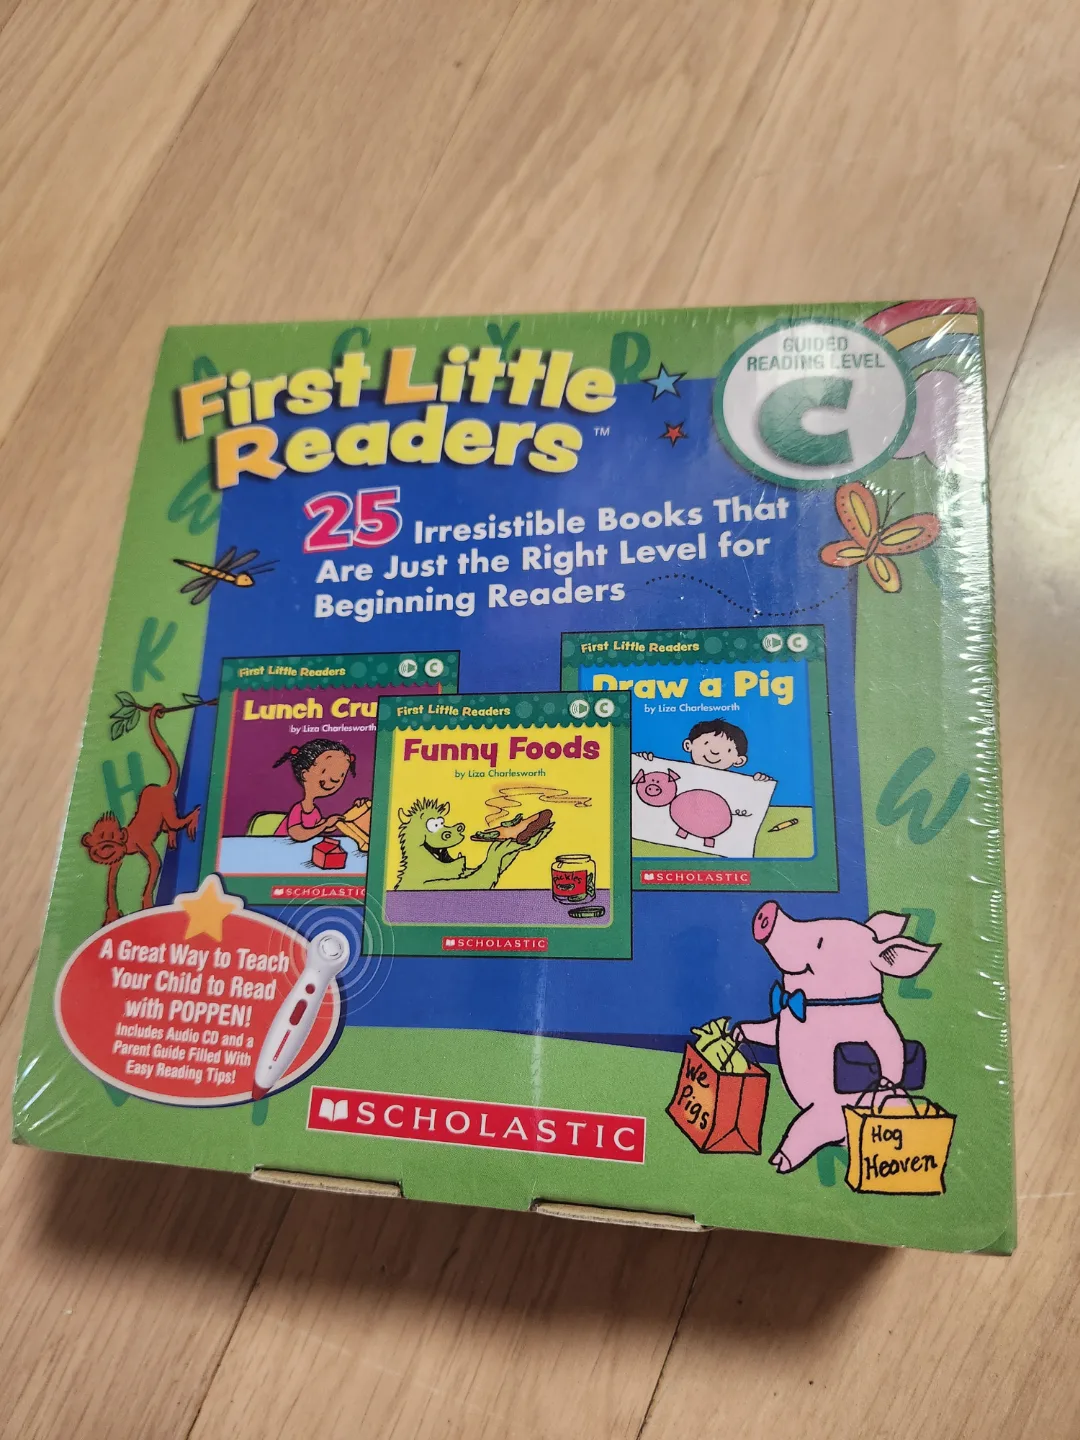 First Little
Readers™
GUIDED
READING LEVEL
C
25 Irresistible Books That
Are Just the Right Level for
Beginning Readers
First Little Readers
C
Lunch Cru
by Liza Charlesworth
SCHOLASTIC
First Little Readers
C
Funny Foods
by Liza Charlesworth
Pickles
SCHOLASTIC
First Little Readers
C
Draw a Pig
by Liza Charlesworth
SCHOLASTIC
A Great Way to Teach
Your Child to Read
with POPPEN!
Includes Audio CD and a
Parent Guide Filled With
Easy Reading Tips!
SCHOLASTIC
We
Pigs
Hog
Heaven
K
H
W
Z